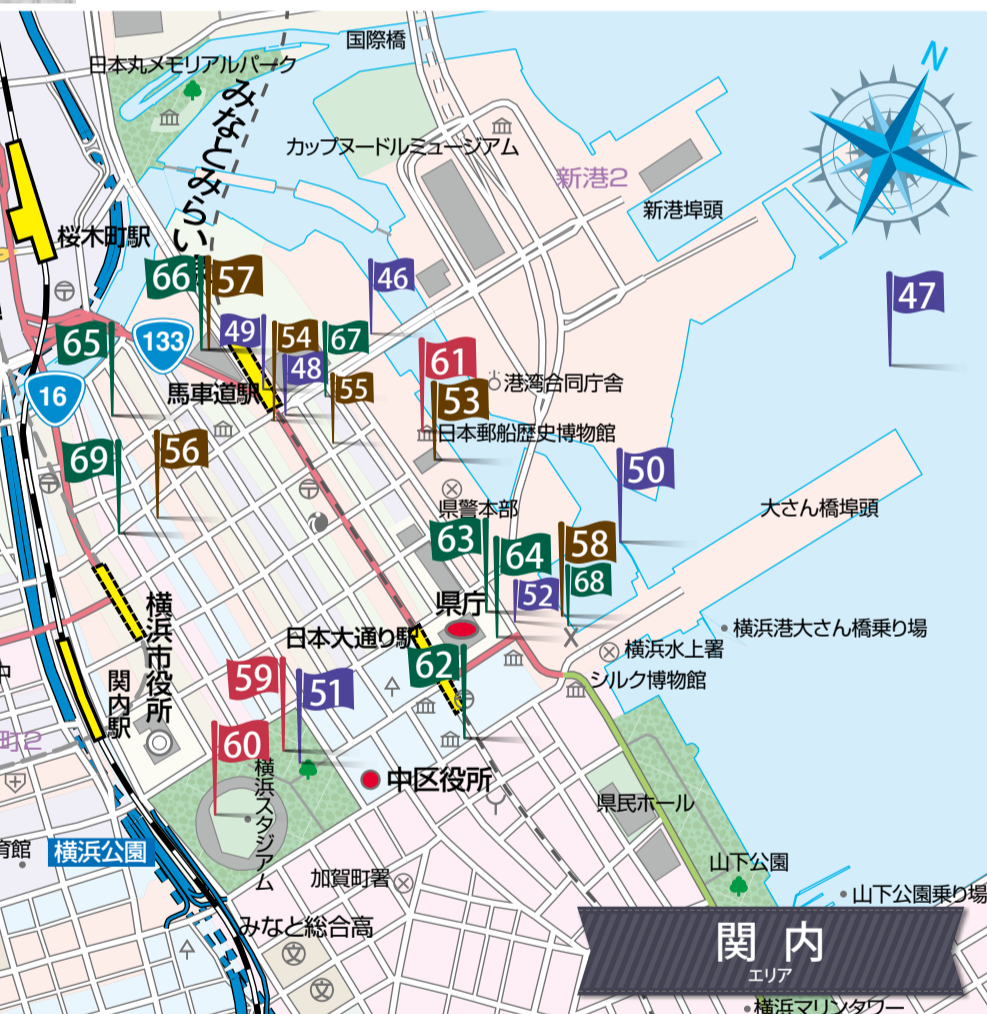 国際橋
N
日本丸メモリアルパーク
みなとみらい
カップヌードルミュージアム
新港2
新港埠頭
桜木町駅
66
57
46
47
65
133
49
54
67
48
61
16
馬車道駅
55
53
港湾合同庁舎
日本郵船歴史博物館
69
56
50
県警本部
大さん橋埠頭
63
64
58
68
52
県庁
横浜市役所
日本大通り駅
横浜港大さん橋乗り場
横浜水上署
62
シルク博物館
関内駅
59
51
町2
60
横浜スタジアム
中区役所
県民ホール
育館
横浜公園
加賀町署
山下公園
山下公園乗り場
みなと総合高
関内
エリア
横浜マリンタワー